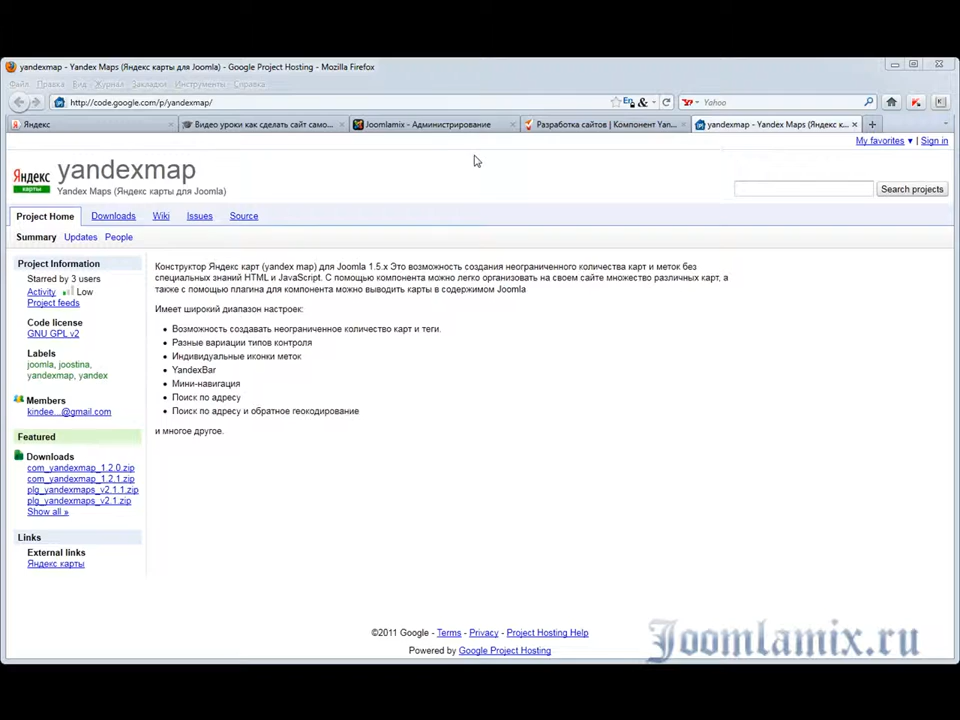 yandexmap - Yandex Maps (Яндекс карты для Joomla) - Google Project Hosting - Mozilla Firefox
Файл Правка Вид Журнал Закладки Инструменты Справка
http://code.google.com/p/yandexmap/
En
Yahoo
Яндекс
Видео уроки как сделать сайт само...
Joomlamix - Администрирование
Разработка сайтов | Компонент Yan...
yandexmap - Yandex Maps (Яндекс к...
My favorites ▼ | Sign in
Яндекс
карты
yandexmap
Yandex Maps (Яндекс карты для Joomla)
Search projects
Project Home Downloads Wiki Issues Source
Summary Updates People
Project Information
Starred by 3 users
Activity Low
Project feeds
Code license
GNU GPL v2
Labels
joomla, joostina,
yandexmap, yandex
Members
kindee...@gmail.com
Featured
Downloads
com_yandexmap_1.2.0.zip
com_yandexmap_1.2.1.zip
plg_yandexmaps_v2.1.1.zip
plg_yandexmaps_v2.1.zip
Show all »
Links
External links
Яндекс карты
Конструктор Яндекс карт (yandex map) для Joomla 1.5.x Это возможность создания неограниченного количества карт и меток без
специальных знаний HTML и JavaScript. С помощью компонента можно легко организовать на своем сайте множество различных карт, а
также с помощью плагина для компонента можно выводить карты в содержимом Joomla
Имеет широкий диапазон настроек:
• Возможность создавать неограниченное количество карт и теги.
• Разные вариации типов контроля
• Индивидуальные иконки меток
• YandexBar
• Мини-навигация
• Поиск по адресу
• Поиск по адресу и обратное геокодирование
и многое другое.
©2011 Google - Terms - Privacy - Project Hosting Help
Powered by Google Project Hosting
Joomlamix.ru